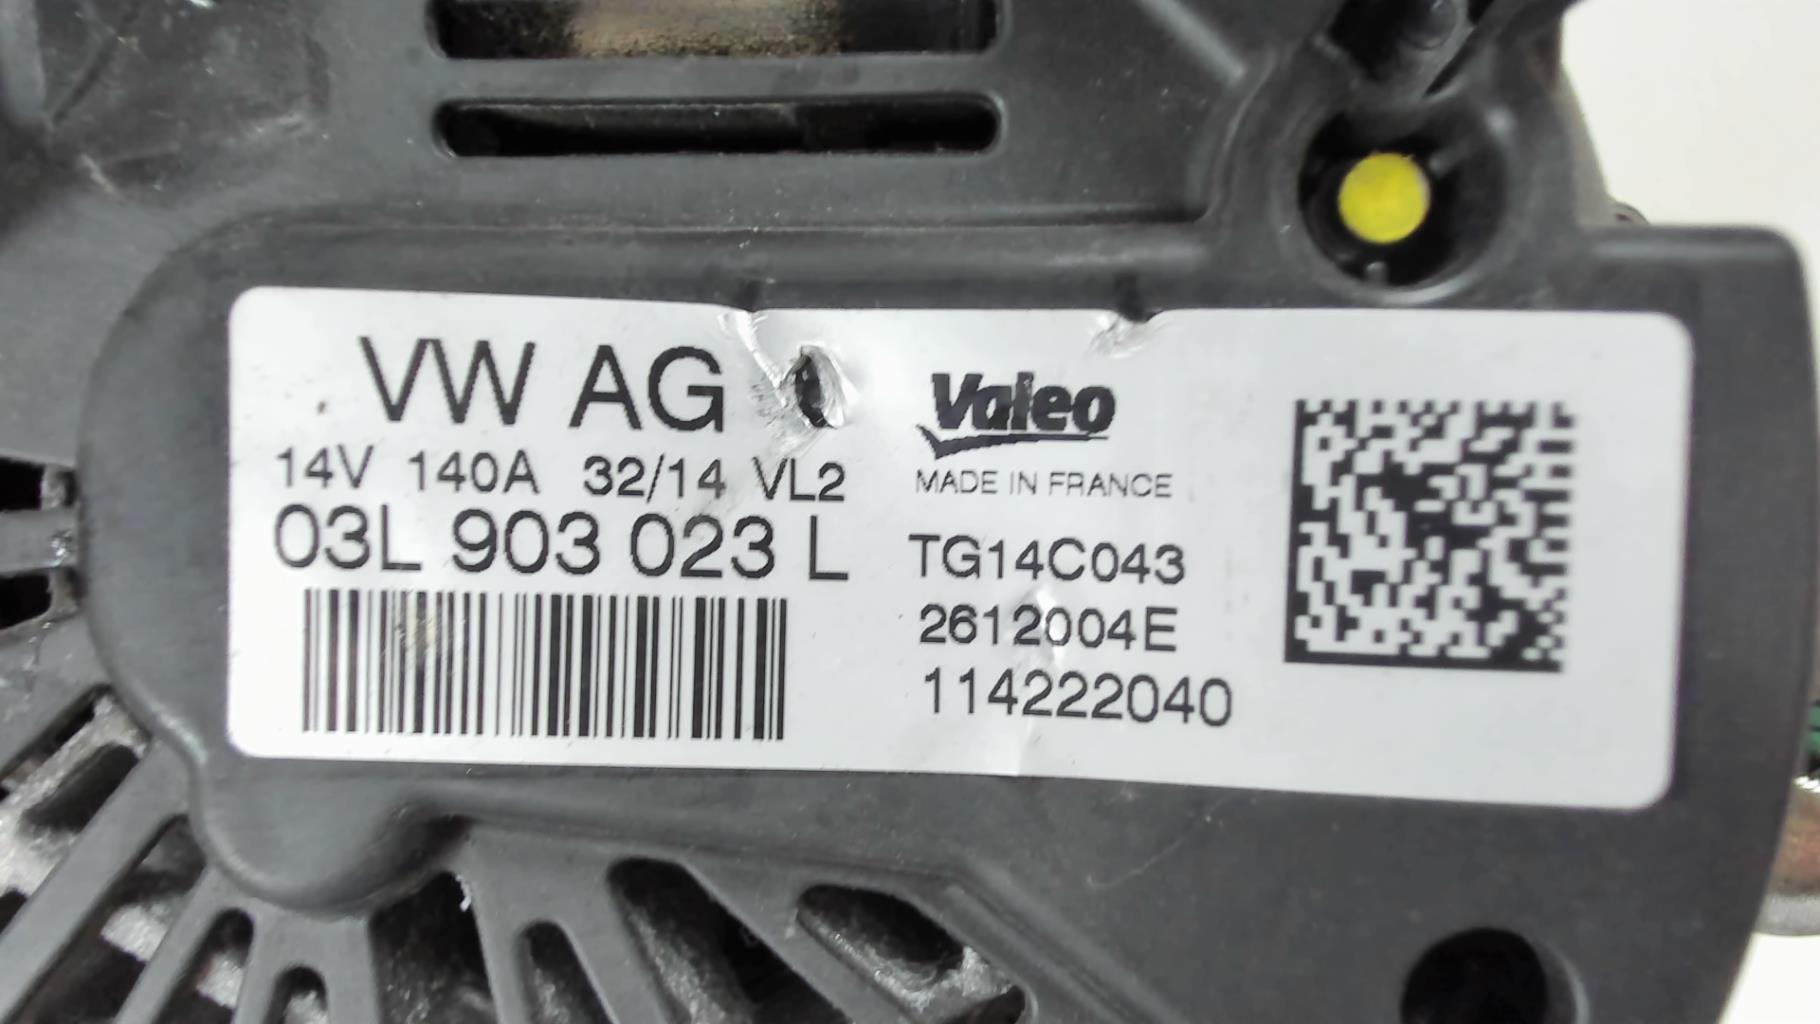 VW AG
14V 140A 32/14 VL2
03L 903 023 L
Valeo
MADE IN FRANCE
TG14C043
2612004E
114222040